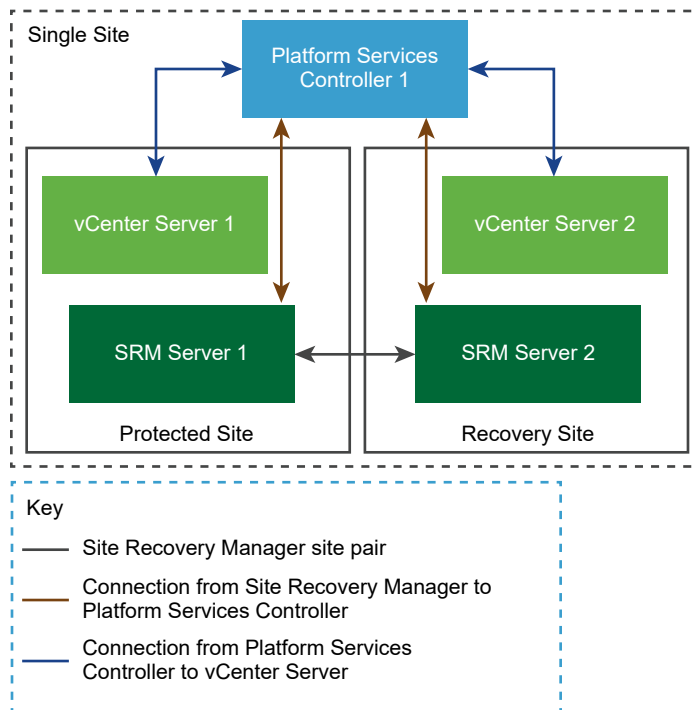 Single Site
Platform Services
Controller 1
vCenter Server 1
vCenter Server 2
SRM Server 1
SRM Server 2
Protected Site
Recovery Site
Key
Site Recovery Manager site pair
Connection from Site Recovery Manager to
Platform Services Controller
Connection from Platform Services
Controller to vCenter Server